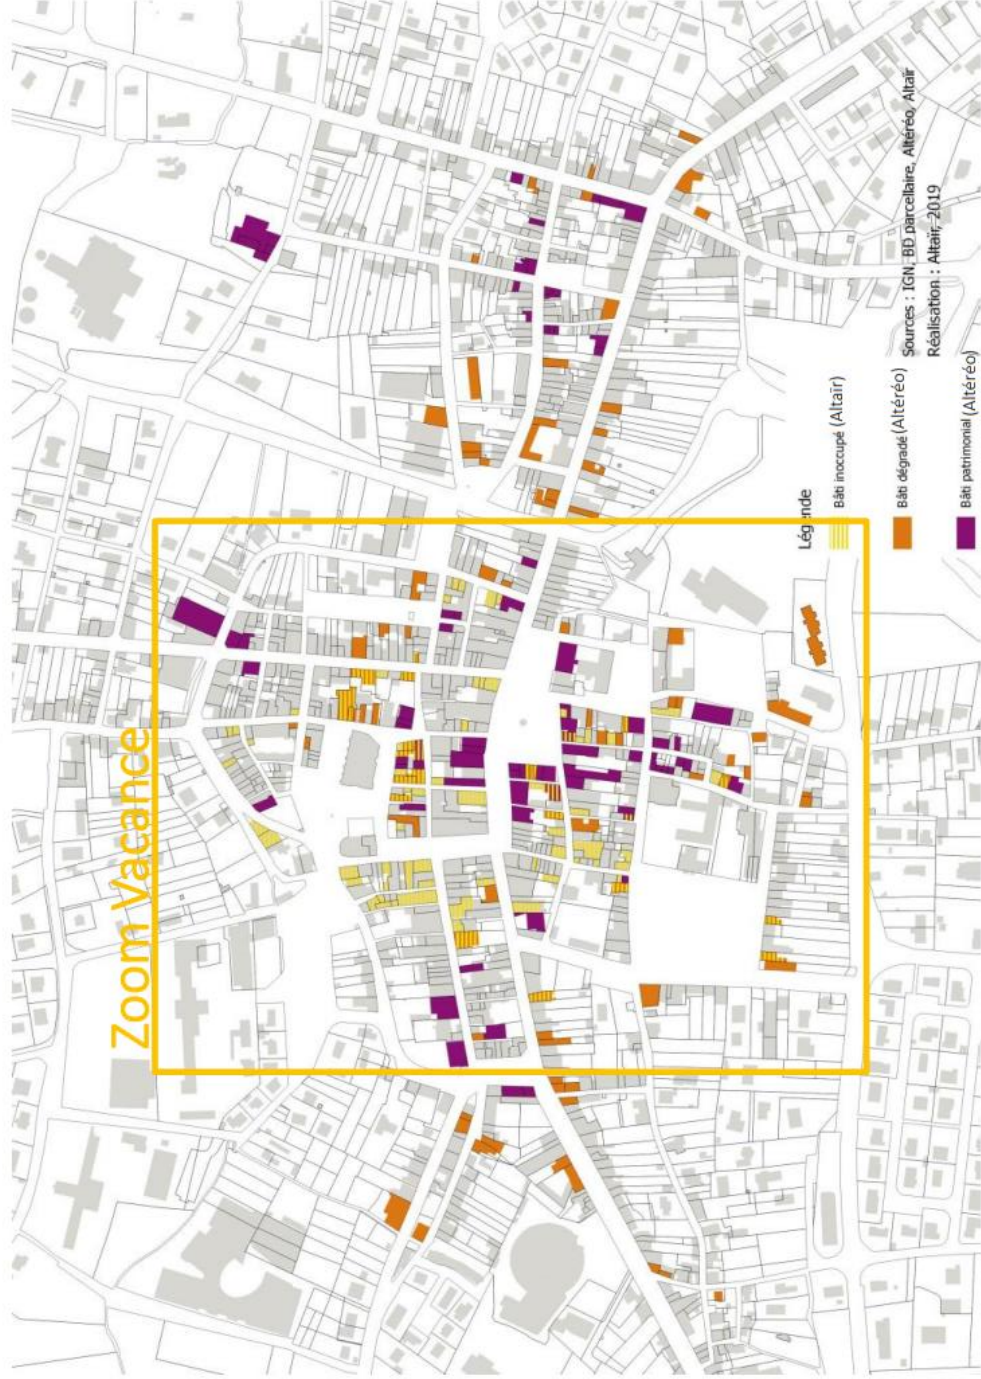 Zoom Vacance
Légende
Bâti inoccupé (Altaïr)
Bâti dégradé (Altéréo)
Bâti patrimonial (Altéréo)
Sources : IGN, BD parcellaire, Altéréo, Altaïr
Réalisation : Altaïr, 2019